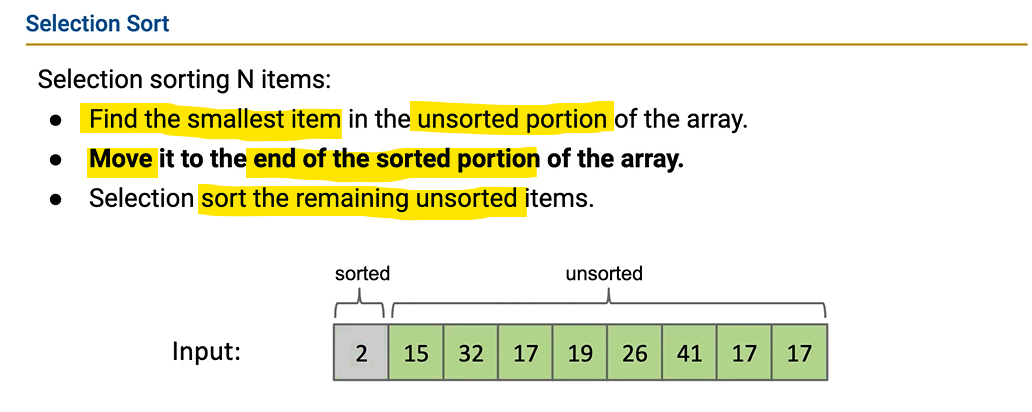 Selection Sort
Selection sorting N items:
● Find the smallest item in the unsorted portion of the array.
● Move it to the end of the sorted portion of the array.
● Selection sort the remaining unsorted items.
sorted unsorted
Input: 2 15 32 17 19 26 41 17 17